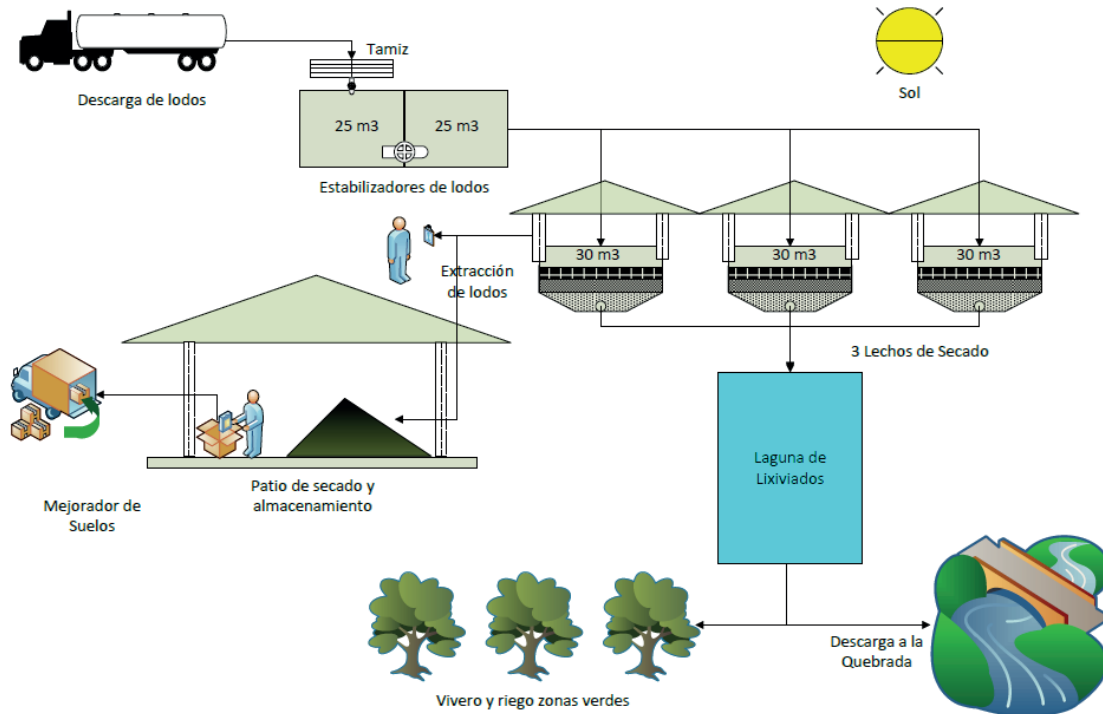 Tamiz
Descarga de lodos
Sol
25 m3
25 m3
Estabilizadores de lodos
30 m3
30 m3
30 m3
Extracción
de lodos
3 Lechos de Secado
Laguna de
Lixiviados
Patio de secado y
almacenamiento
Mejorador de
Suelos
Descarga a la
Quebrada
Vivero y riego zonas verdes